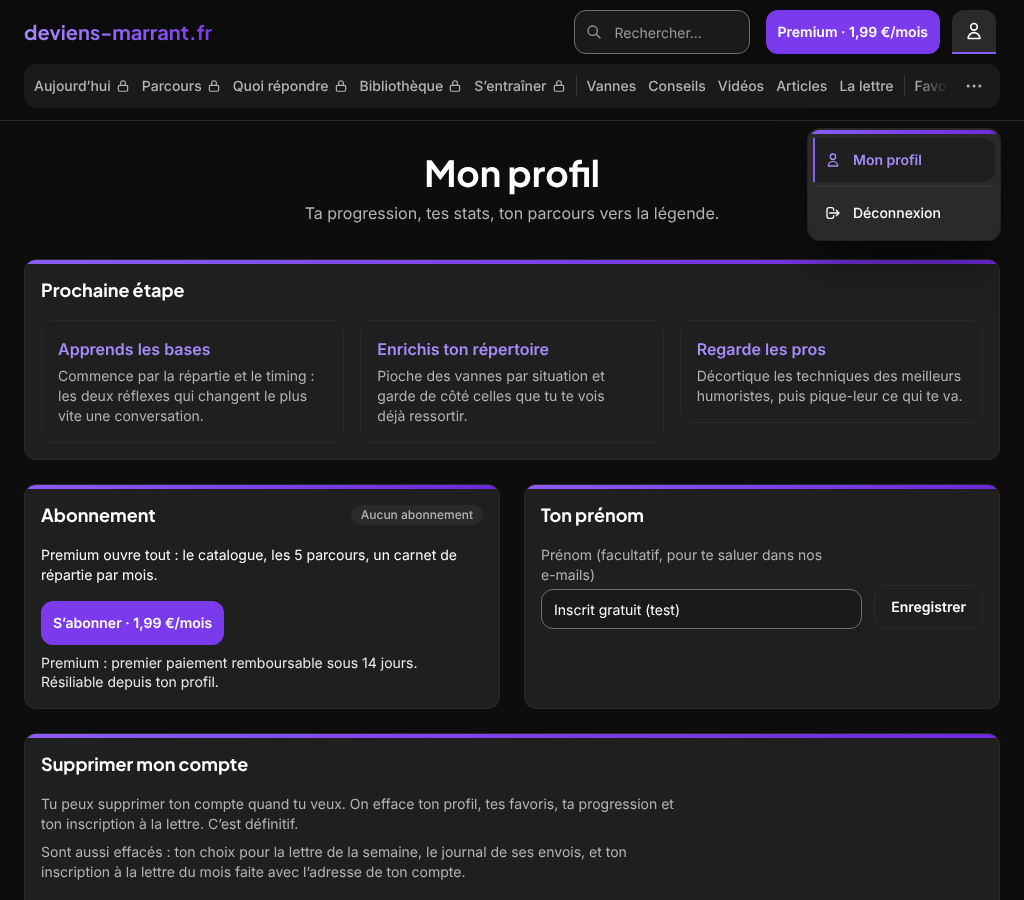 deviens-marrant.fr
Rechercher...
Premium · 1,99 €/mois
Aujourd’hui
Parcours
Quoi répondre
Bibliothèque
S’entraîner
Vannes
Conseils
Vidéos
Articles
La lettre
Favo
Mon profil
Déconnexion
Mon profil
Ta progression, tes stats, ton parcours vers la légende.
Prochaine étape
Apprends les bases
Commence par la répartie et le timing :
les deux réflexes qui changent le plus
vite une conversation.
Enrichis ton répertoire
Pioche des vannes par situation et
garde de côté celles que tu te vois
déjà ressortir.
Regarde les pros
Décortique les techniques des meilleurs
humoristes, puis pique-leur ce qui te va.
Abonnement
Aucun abonnement
Premium ouvre tout : le catalogue, les 5 parcours, un carnet de
répartie par mois.
S’abonner · 1,99 €/mois
Premium : premier paiement remboursable sous 14 jours.
Résiliable depuis ton profil.
Ton prénom
Prénom (facultatif, pour te saluer dans nos
e-mails)
Inscrit gratuit (test)
Enregistrer
Supprimer mon compte
Tu peux supprimer ton compte quand tu veux. On efface ton profil, tes favoris, ta progression et
ton inscription à la lettre. C’est définitif.
Sont aussi effacés : ton choix pour la lettre de la semaine, le journal de ses envois, et ton
inscription à la lettre du mois faite avec l’adresse de ton compte.